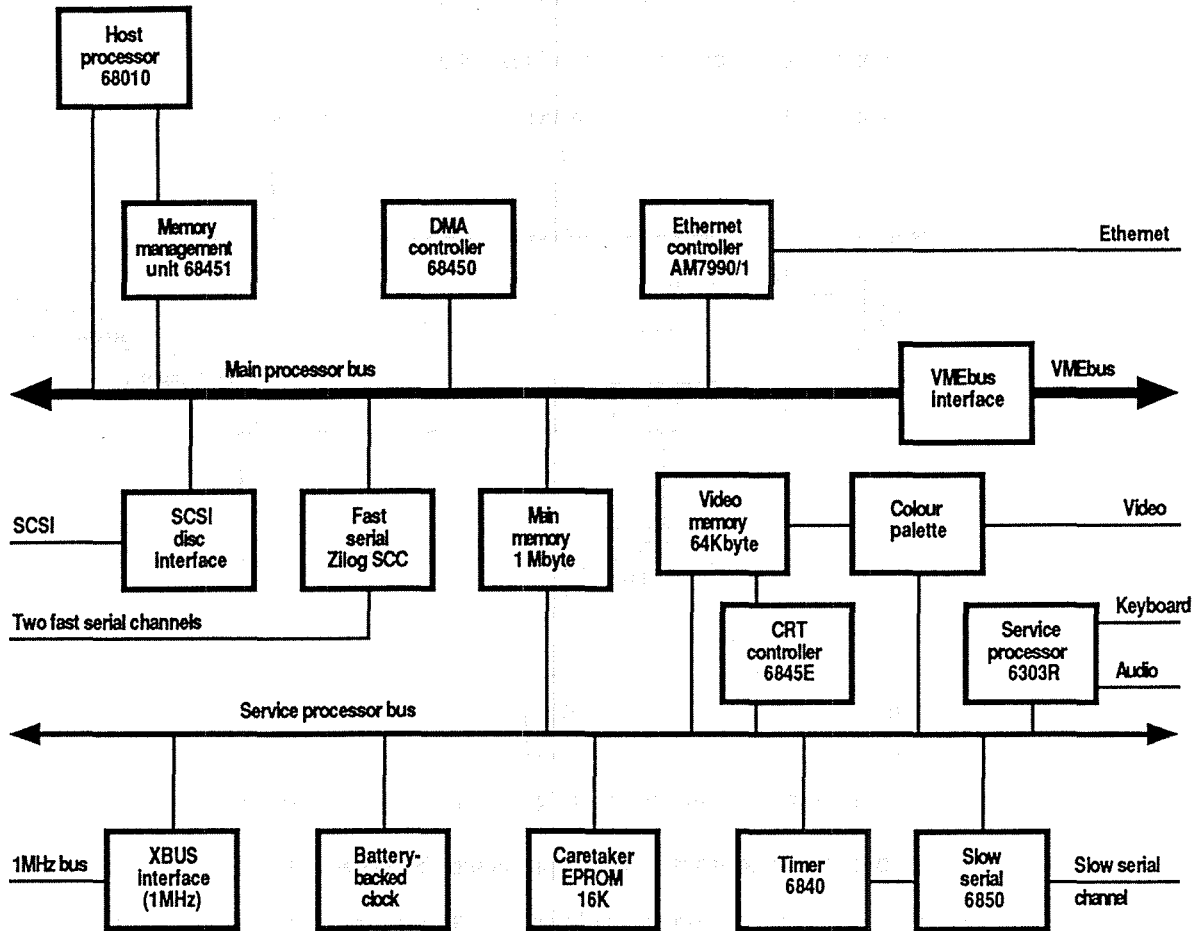 Host
processor
68010
Memory
management
unit 68451
DMA
controller
68450
Ethernet
controller
AM7990/1
Ethernet
Main processor bus
VMEbus
interface
VMEbus
SCSI
SCSI
disc
interface
Fast
serial
Zilog SCC
Main
memory
1 Mbyte
Video
memory
64Kbyte
Colour
palette
Video
Two fast serial channels
CRT
controller
6845E
Service
processor
6303R
Keyboard
Audio
Service processor bus
1MHz bus
XBUS
interface
(1MHz)
Battery-
backed
clock
Caretaker
EPROM
16K
Timer
6840
Slow
serial
6850
Slow serial
channel